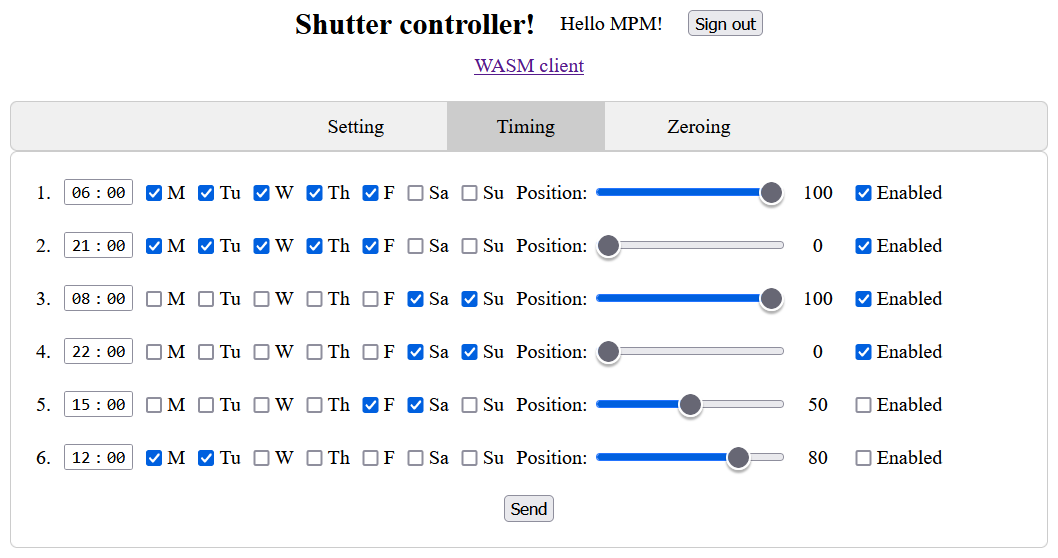 Shutter controller! Hello MPM! Sign out
WASM client
Setting Timing Zeroing
1. 06:00 M Tu W Th F Sa Su Position: 100 Enabled
2. 21:00 M Tu W Th F Sa Su Position: 0 Enabled
3. 08:00 M Tu W Th F Sa Su Position: 100 Enabled
4. 22:00 M Tu W Th F Sa Su Position: 0 Enabled
5. 15:00 M Tu W Th F Sa Su Position: 50 Enabled
6. 12:00 M Tu W Th F Sa Su Position: 80 Enabled
Send